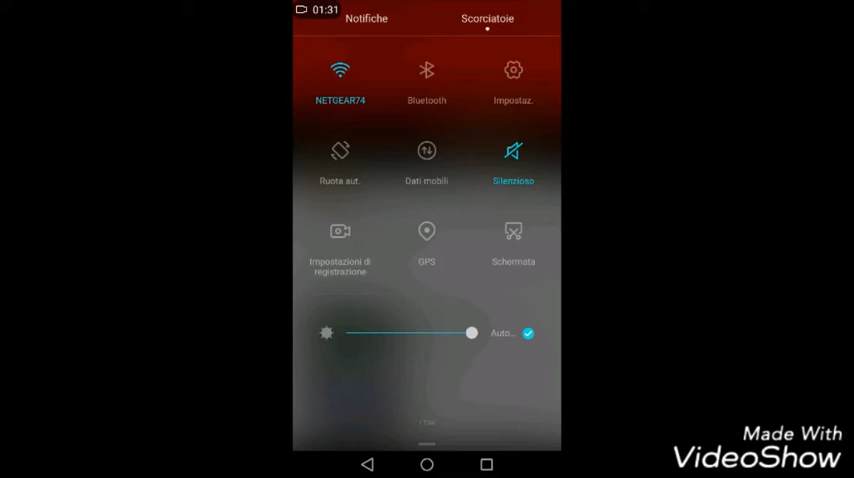 01:31
Notifiche
Scorciatoie
NETGEAR74
Bluetooth
Impostaz.
Ruota aut.
Dati mobili
Silenzioso
Impostazioni di
registrazione
GPS
Schermata
Auto...
Made With
VideoShow